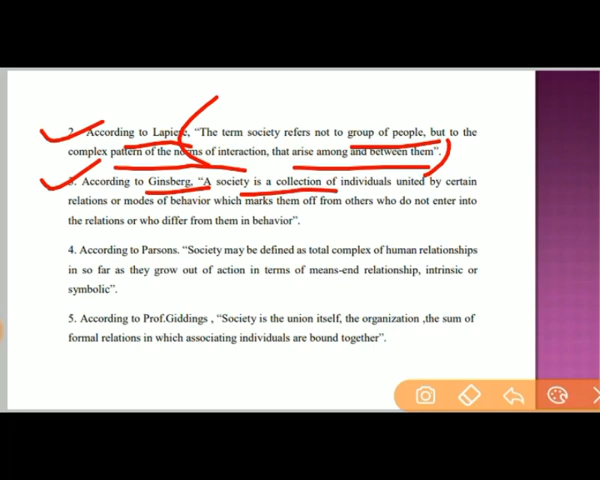 2. According to Lapiere, “The term society refers not to group of people, but to the
complex pattern of the norms of interaction, that arise among and between them”.
3. According to Ginsberg, “A society is a collection of individuals united by certain
relations or modes of behavior which marks them off from others who do not enter into
the relations or who differ from them in behavior”.
4. According to Parsons. “Society may be defined as total complex of human relationships
in so far as they grow out of action in terms of means-end relationship, intrinsic or
symbolic”.
5. According to Prof.Giddings , “Society is the union itself, the organization ,the sum of
formal relations in which associating individuals are bound together”.